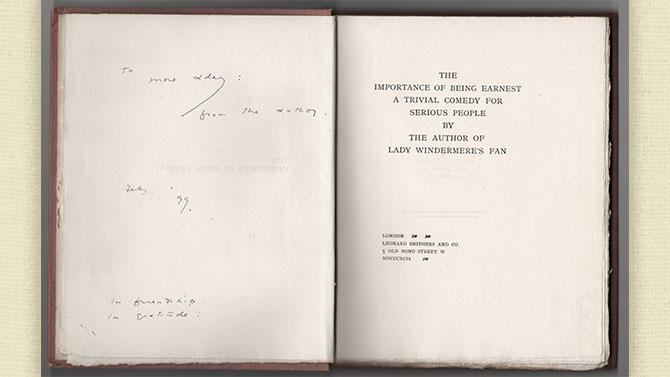 To
more Adey :
from the author.
Feby. '
99.
In friendship :
In gratitude :
THE
IMPORTANCE OF BEING EARNEST
A TRIVIAL COMEDY FOR
SERIOUS PEOPLE
BY
THE AUTHOR OF
LADY WINDERMERE'S FAN
LONDON
LEONARD SMITHERS AND CO
5 OLD BOND STREET W
MDCCCXCIX